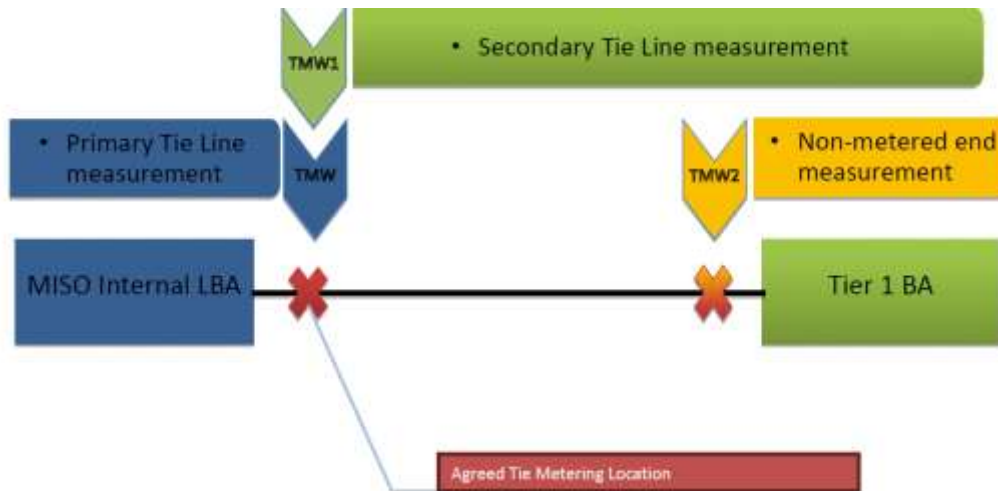 TMW1
• Secondary Tie Line measurement
• Primary Tie Line
measurement
TMW
TMW2
• Non-metered end
measurement
MISO Internal LBA
Tier 1 BA
Agreed Tie Metering Location